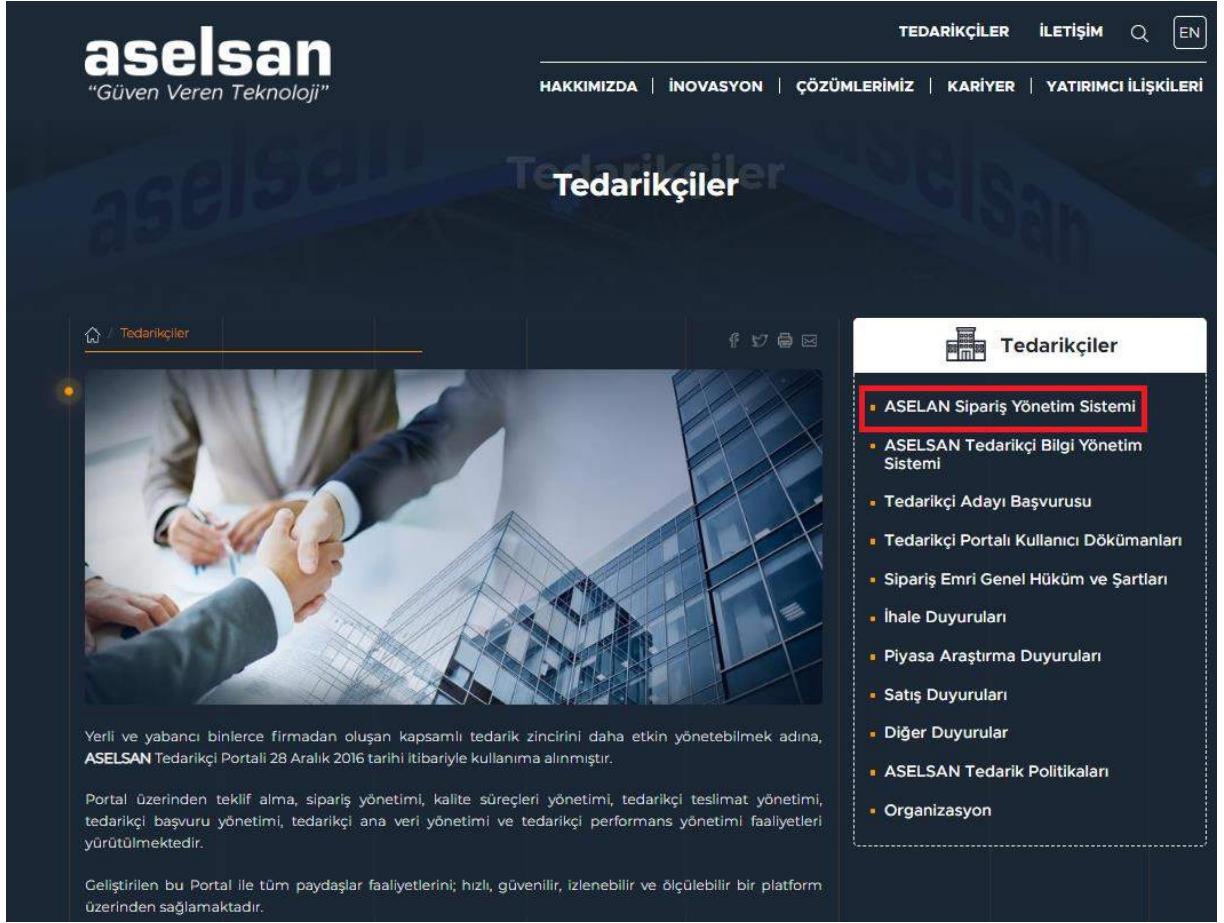 aselsan
"Güven Veren Teknoloji"
TEDARİKÇİLER İLETİŞİM EN
HAKKIMIZDA | İNOVASYON | ÇÖZÜMLERİMİZ | KARİYER | YATIRIMCI İLİŞKİLERİ
aselsan Tedarikçiler aselsan
Tedarikçiler
/ Tedarikçiler
Yerli ve yabancı binlerce firmadan oluşan kapsamlı tedarik zincirini daha etkin yönetebilmek adına,
ASELSAN Tedarikçi Portali 28 Aralık 2016 tarihi itibariyle kullanıma alınmıştır.
Portal üzerinden teklif alma, sipariş yönetimi, kalite süreçleri yönetimi, tedarikçi teslimat yönetimi,
tedarikçi başvuru yönetimi, tedarikçi ana veri yönetimi ve tedarikçi performans yönetimi faaliyetleri
yürütülmektedir.
Geliştirilen bu Portal ile tüm paydaşlar faaliyetlerini; hızlı, güvenilir, izlenebilir ve ölçülebilir bir platform
üzerinden sağlamaktadır.
Tedarikçiler
ASELAN Sipariş Yönetim Sistemi
ASELSAN Tedarikçi Bilgi Yönetim
Sistemi
Tedarikçi Adayı Başvurusu
Tedarikçi Portalı Kullanıcı Dökümanları
Sipariş Emri Genel Hüküm ve Şartları
İhale Duyuruları
Piyasa Araştırma Duyuruları
Satış Duyuruları
Diğer Duyurular
ASELSAN Tedarik Politikaları
Organizasyon